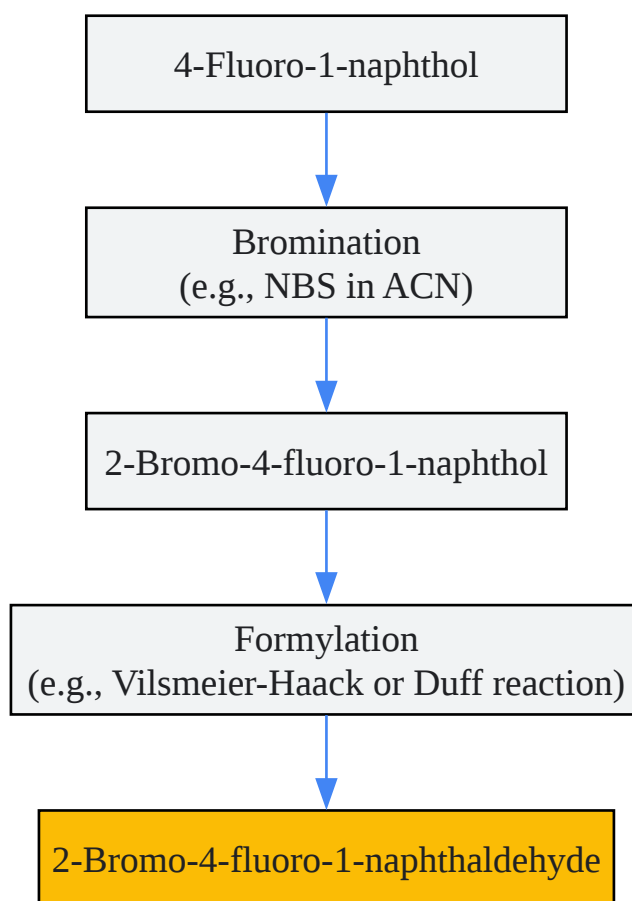 4-Fluoro-1-naphthol
Bromination
(e.g., NBS in ACN)
2-Bromo-4-fluoro-1-naphthol
Formylation
(e.g., Vilsmeier-Haack or Duff reaction)
2-Bromo-4-fluoro-1-naphthaldehyde